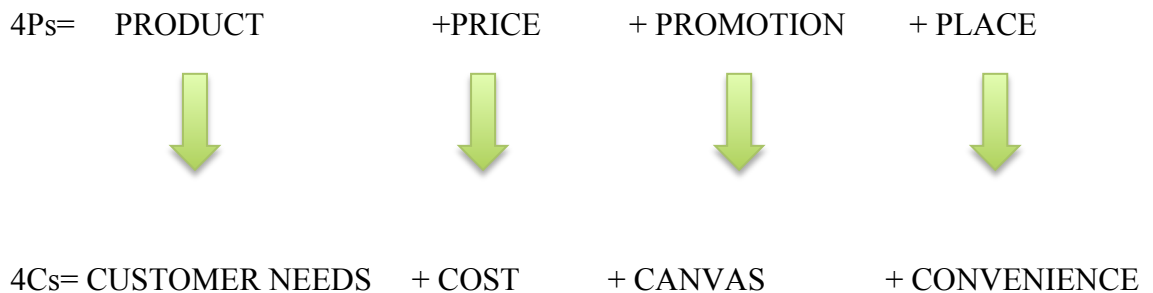 4Ps= PRODUCT +PRICE + PROMOTION + PLACE
4Cs= CUSTOMER NEEDS + COST + CANVAS + CONVENIENCE